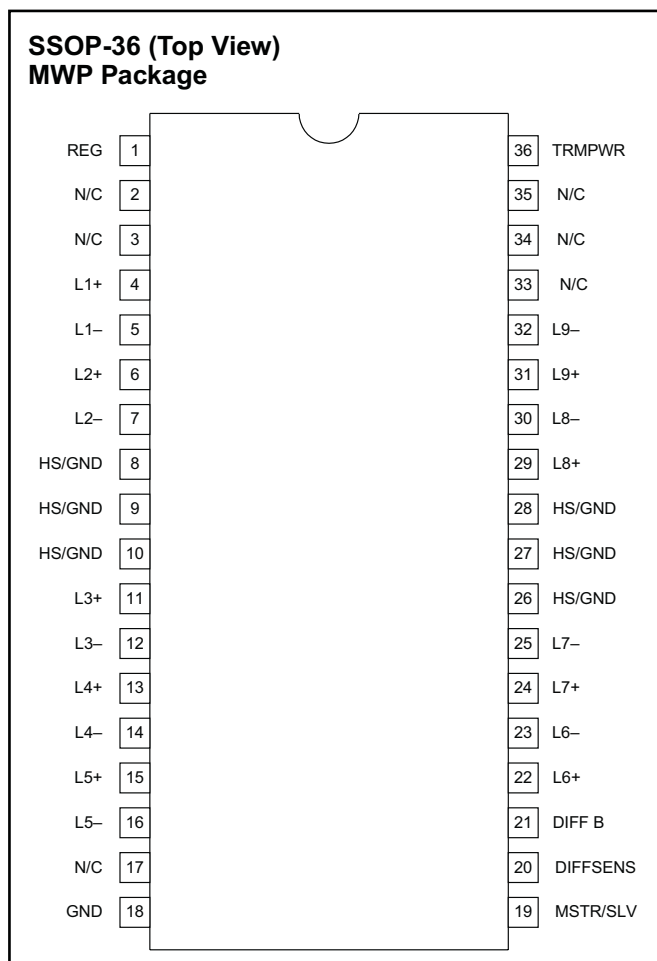 SSOP-36 (Top View)
MWP Package
REG 1 36 TRMPWR
N/C 2 35 N/C
N/C 3 34 N/C
L1+ 4 33 N/C
L1– 5 32 L9–
L2+ 6 31 L9+
L2– 7 30 L8–
HS/GND 8 29 L8+
HS/GND 9 28 HS/GND
HS/GND 10 27 HS/GND
L3+ 11 26 HS/GND
L3– 12 25 L7–
L4+ 13 24 L7+
L4– 14 23 L6–
L5+ 15 22 L6+
L5– 16 21 DIFF B
N/C 17 20 DIFFSENS
GND 18 19 MSTR/SLV